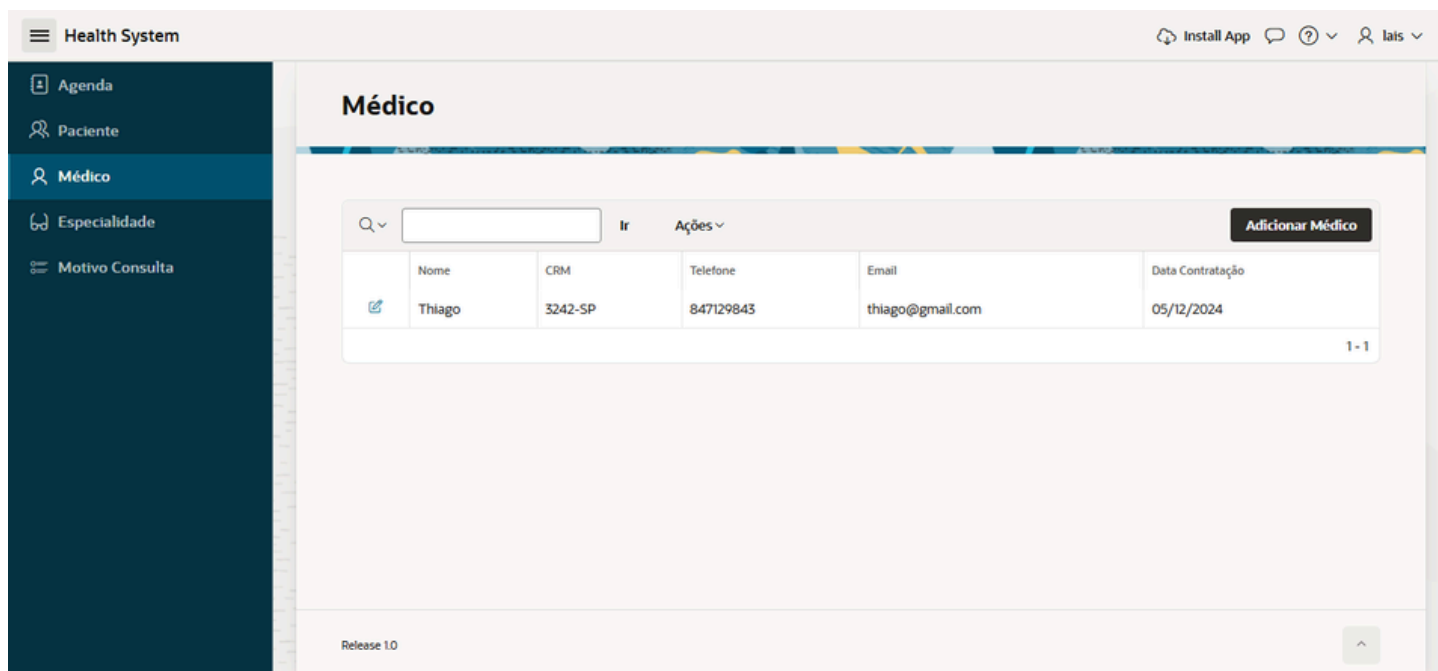 Health System
Install App
lais
Agenda
Paciente
Médico
Especialidade
Motivo Consulta
Médico
Ir Ações Adicionar Médico
Nome CRM Telefone Email Data Contratação
Thiago 3242-SP 847129843 thiago@gmail.com 05/12/2024
1 - 1
Release 1.0